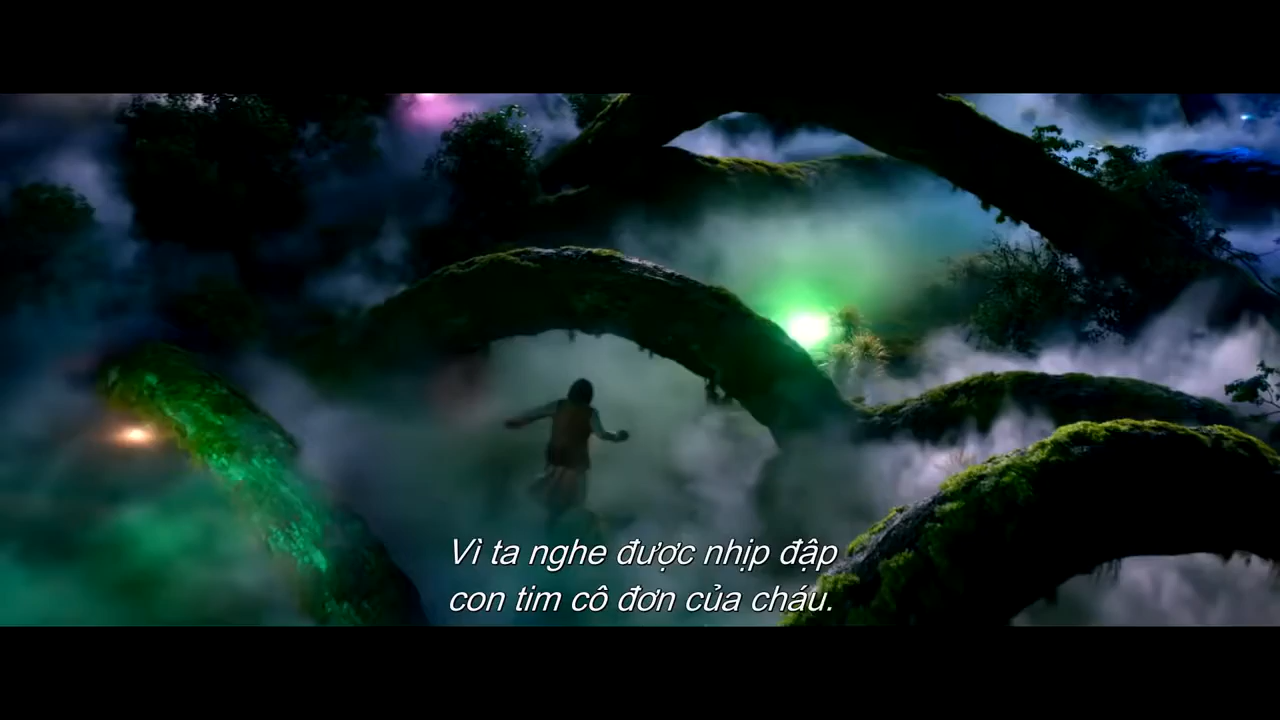 Vì ta nghe được nhịp đập
con tim cô đơn của cháu.